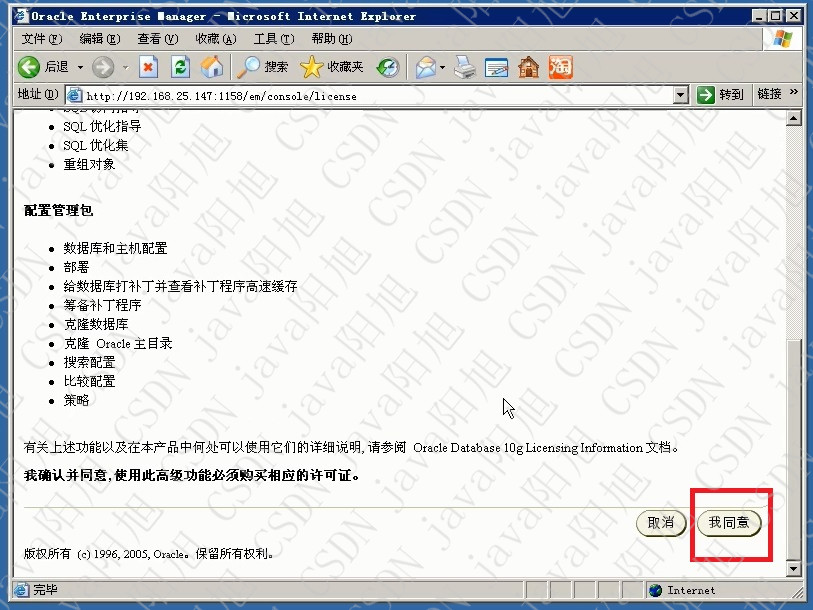 Oracle Enterprise Manager - Microsoft Internet Explorer
文件(F) 编辑(E) 查看(V) 收藏(A) 工具(T) 帮助(H)
后退 搜索 收藏夹 淘
地址(D) http://192.168.25.147:1158/em/console/license 转到 链接 »
SQL 优化指导
SQL 优化集
重组对象
配置管理包
数据库和主机配置
部署
给数据库打补丁并查看补丁程序高速缓存
筹备补丁程序
克隆数据库
克隆 Oracle 主目录
搜索配置
比较配置
策略
有关上述功能以及在本产品中何处可以使用它们的详细说明,请参阅 Oracle Database 10g Licensing Information 文档。
我确认并同意,使用此高级功能必须购买相应的许可证。
取消 我同意
版权所有 (c) 1996, 2005, Oracle。保留所有权利。
完毕 Internet
CSDN java阳旭